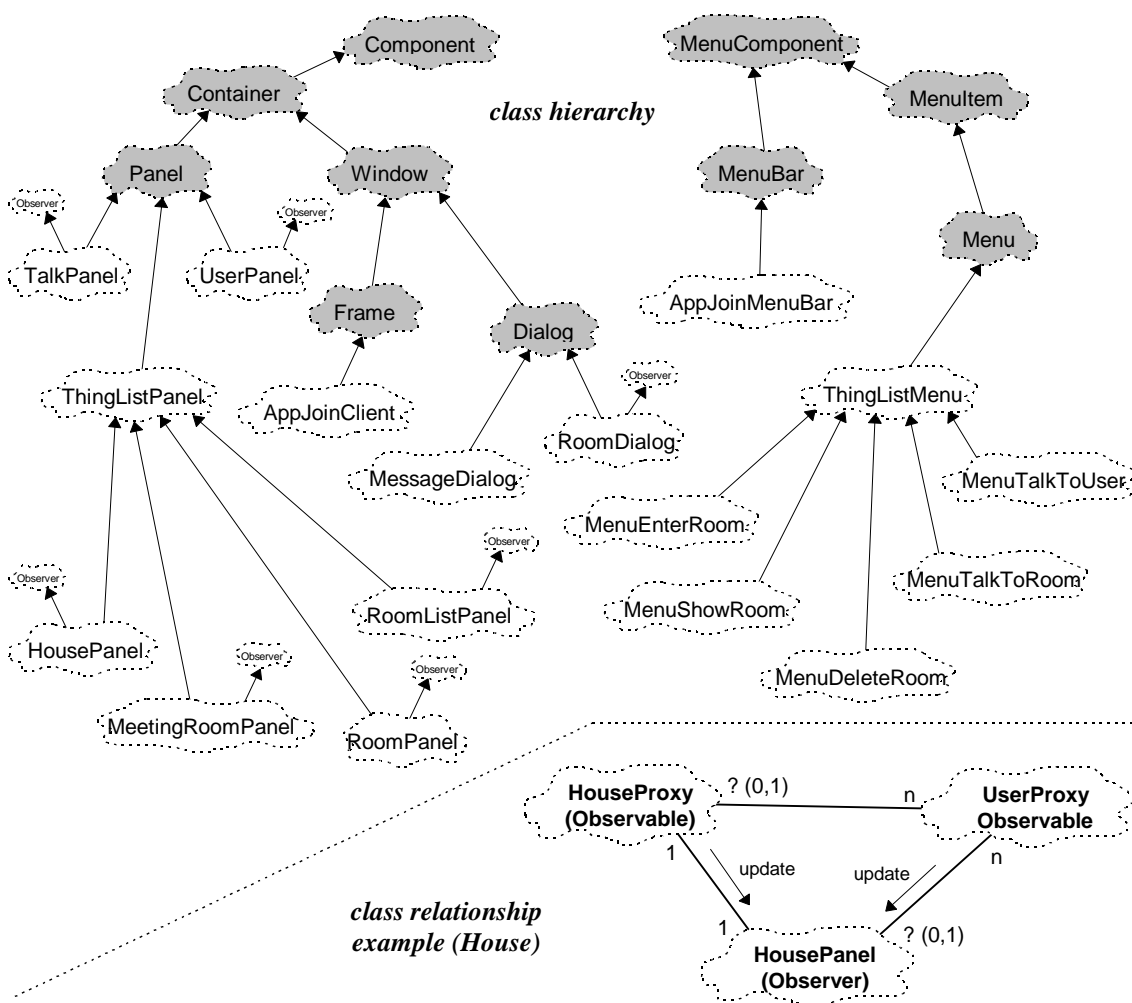 Component
MenuComponent
Container
MenuItem
class hierarchy
Panel
Window
MenuBar
Observer
Observer
Menu
TalkPanel
UserPanel
AppJoinMenuBar
Frame
Dialog
Observer
ThingListPanel
ThingListMenu
AppJoinClient
RoomDialog
MessageDialog
MenuTalkToUser
MenuEnterRoom
Observer
Observer
MenuTalkToRoom
RoomListPanel
MenuShowRoom
HousePanel
Observer
Observer
MenuDeleteRoom
MeetingRoomPanel
RoomPanel
HouseProxy
(Observable)
? (0,1)
n
UserProxy
Observable
1
n
update
update
class relationship
example (House)
1
? (0,1)
HousePanel
(Observer)